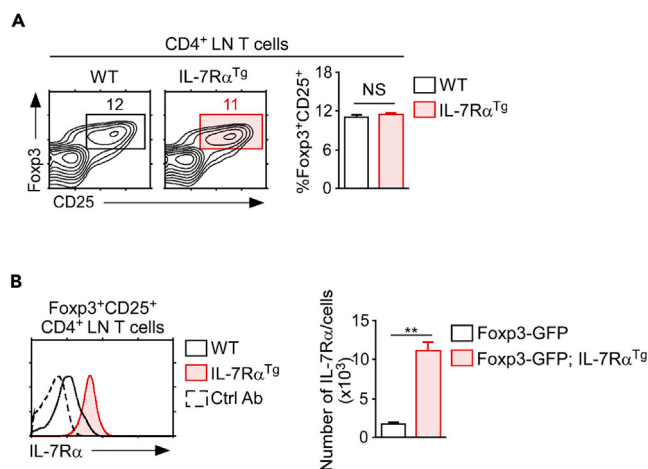 A
CD4⁺ LN T cells
WT
IL-7Rα^Tg
12
11
Foxp3
CD25
%Foxp3⁺CD25⁺
18
12
6
0
NS
WT
IL-7Rα^Tg
B
Foxp3⁺CD25⁺
CD4⁺ LN T cells
WT
IL-7Rα^Tg
Ctrl Ab
IL-7Rα
Number of IL-7Rα/cells
(x10³)
15
10
5
0
**
Foxp3-GFP
Foxp3-GFP; IL-7Rα^Tg